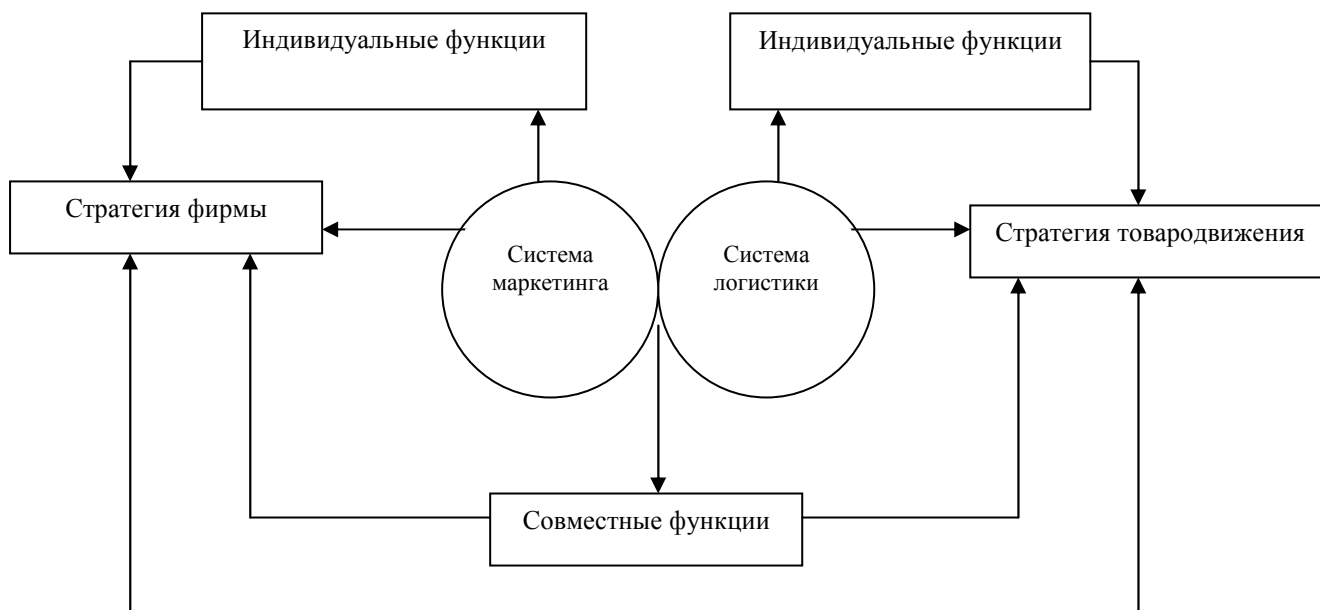 Индивидуальные функции
Индивидуальные функции
Стратегия фирмы
Система
маркетинга
Система
логистики
Стратегия товародвижения
Совместные функции